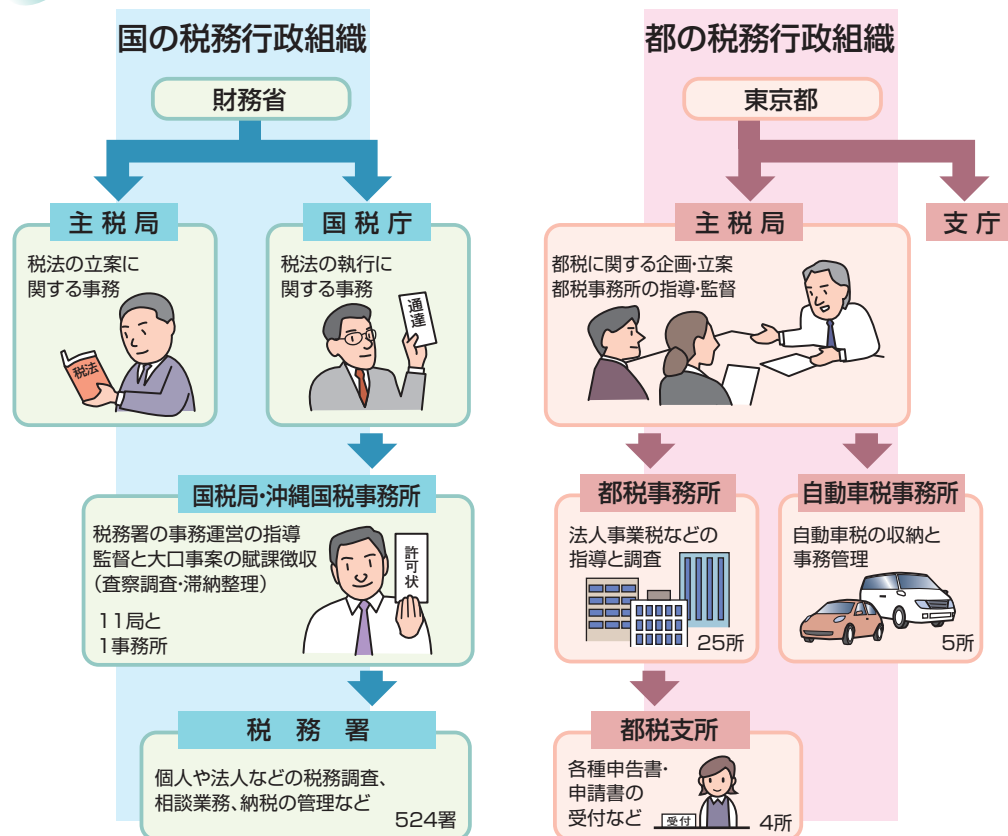 国の税務行政組織
財務省
主税局
税法の立案に
関する事務
税法
国税庁
税法の執行に
関する事務
通達
国税局・沖縄国税事務所
税務署の事務運営の指導
監督と大口事案の賦課徴収
(査察調査・滞納整理)
11局と
1事務所
許可状
税務署
個人や法人などの税務調査、
相談業務、納税の管理など
524署
都の税務行政組織
東京都
主税局
都税に関する企画・立案
都税事務所の指導・監督
支庁
都税事務所
法人事業税などの
指導と調査
25所
自動車税事務所
自動車税の収納と
事務管理
5所
都税支所
各種申告書・
申請書の
受付など
受付
4所